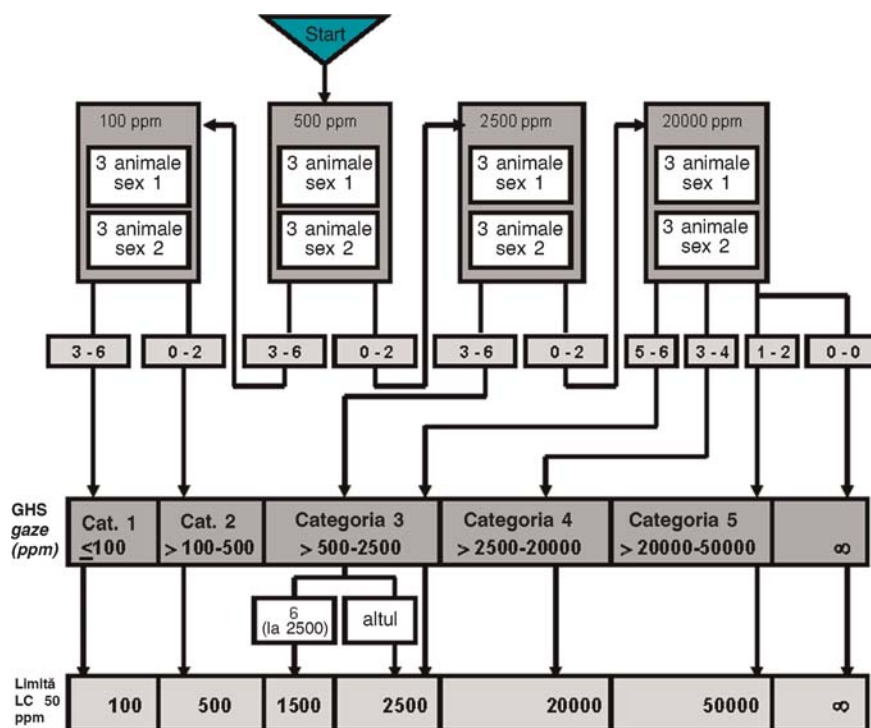 Start
100 ppm
500 ppm
2500 ppm
20000 ppm
3 animale
sex 1
3 animale
sex 1
3 animale
sex 1
3 animale
sex 1
3 animale
sex 2
3 animale
sex 2
3 animale
sex 2
3 animale
sex 2
3 - 6
0 - 2
3 - 6
0 - 2
3 - 6
0 - 2
5 - 6
3 - 4
1 - 2
0 - 0
GHS
gaze
(ppm)
Cat. 1
≤100
Cat. 2
> 100-500
Categoria 3
> 500-2500
Categoria 4
> 2500-20000
Categoria 5
> 20000-50000
∞
6
(la 2500)
altul
Limită
LC 50
ppm
100
500
1500
2500
20000
50000
∞